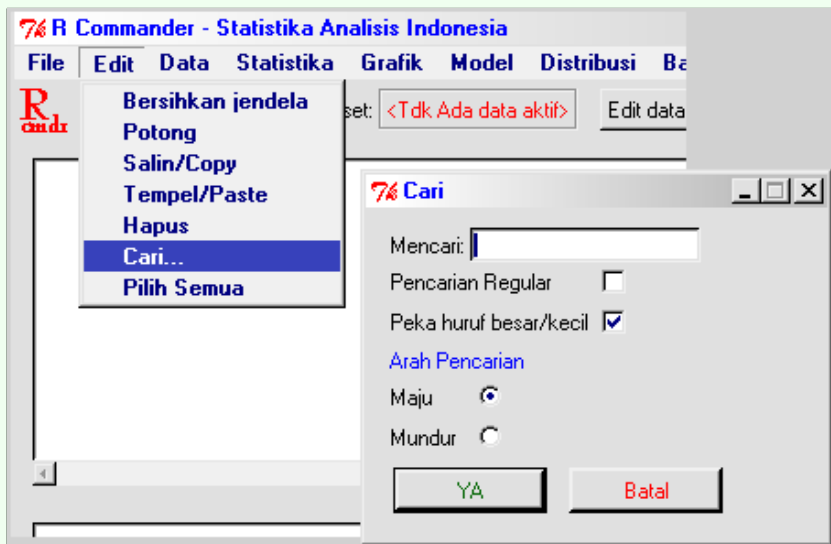 R Commander - Statistika Analisis Indonesia
File Edit Data Statistika Grafik Model Distribusi
R cmdr
set: <Tdk Ada data aktif> Edit data
Bersihkan jendela
Potong
Salin/Copy
Tempel/Paste
Hapus
Cari...
Pilih Semua
Cari
Mencari:
Pencarian Regular
Peka huruf besar/kecil
Arah Pencarian
Maju
Mundur
YA Batal